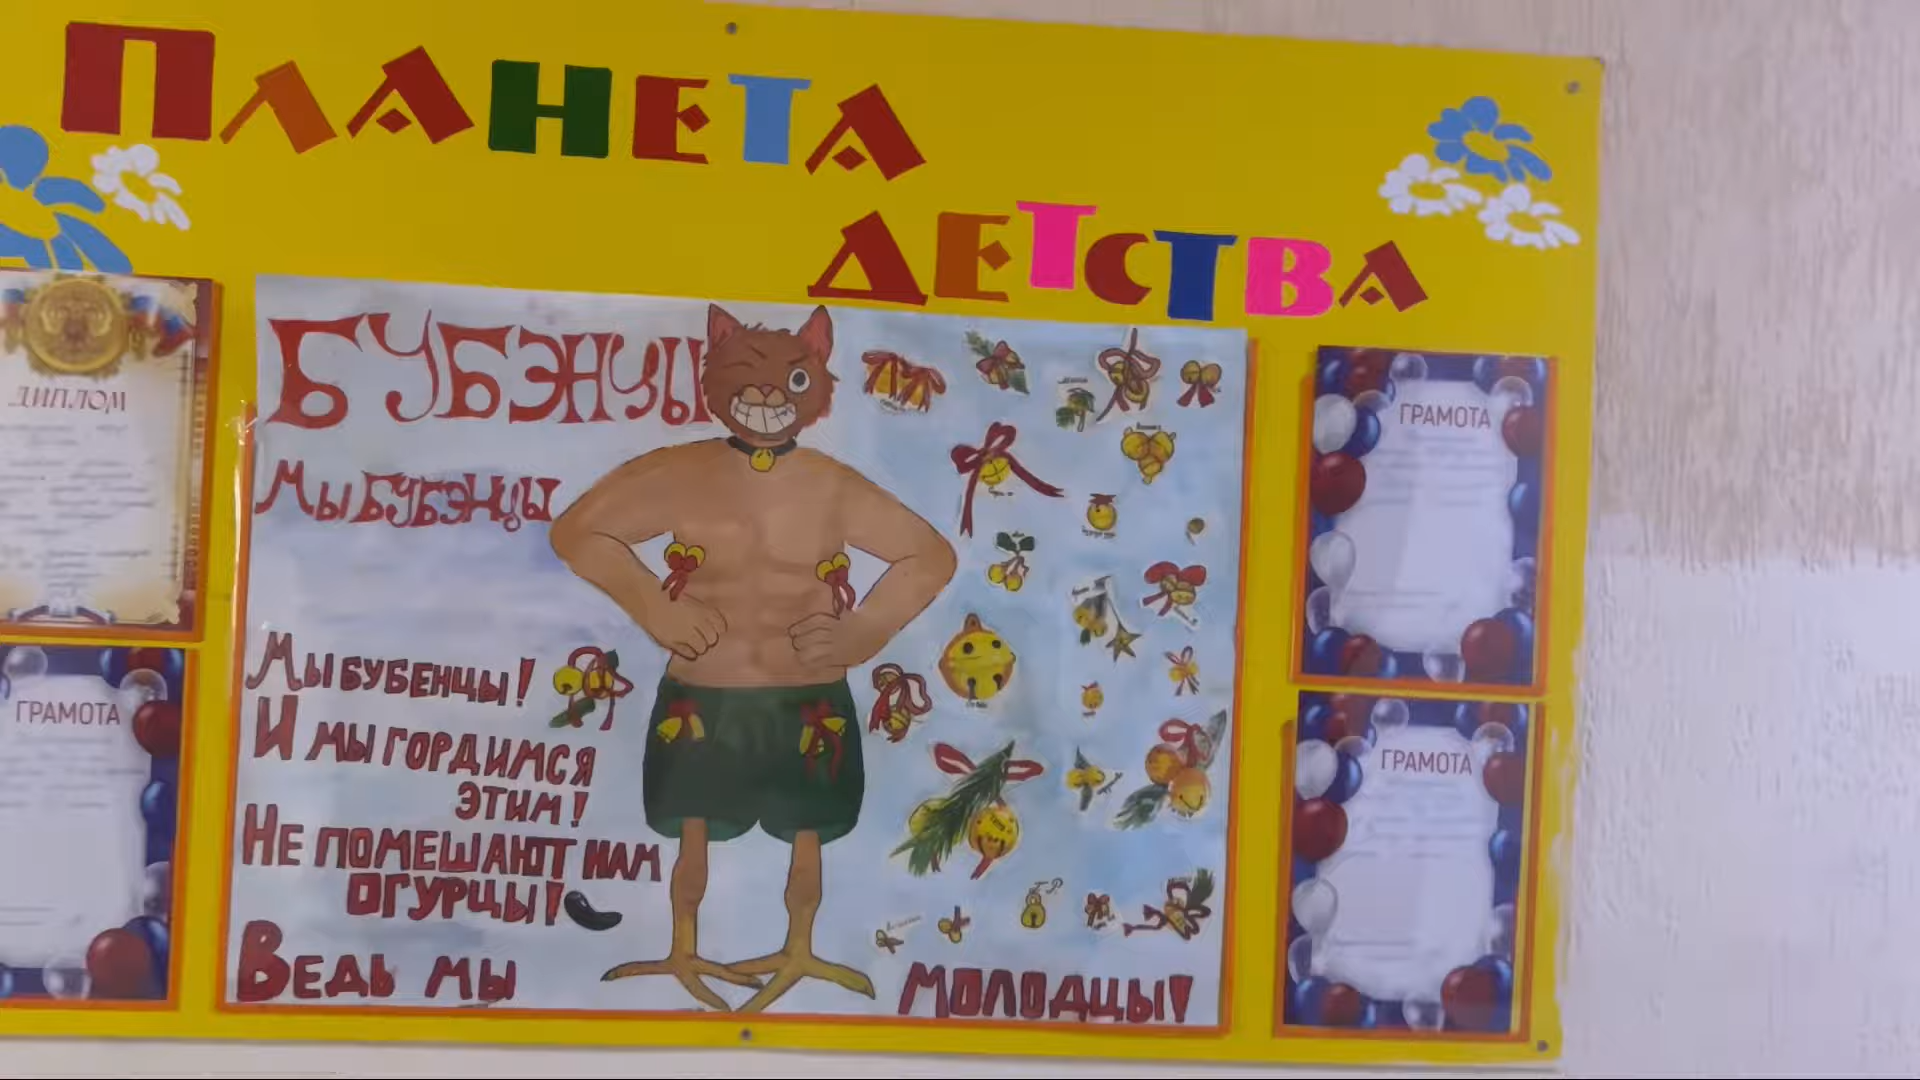 ПЛАНЕТА
ДЕТСТВА
ДИПЛОМ
ГРАМОТА
БУБЭНЦЫ
МЫ БУБЭНЦЫ
МЫ БУБЕНЦЫ!
И МЫ ГОРДИМСЯ
ЭТИМ!
НЕ ПОМЕШАЮТ НАМ
ОГУРЦЫ!
ВЕДЬ МЫ МОЛОДЦЫ!
Г.Р.
ГРАМОТА
ГРАМОТА